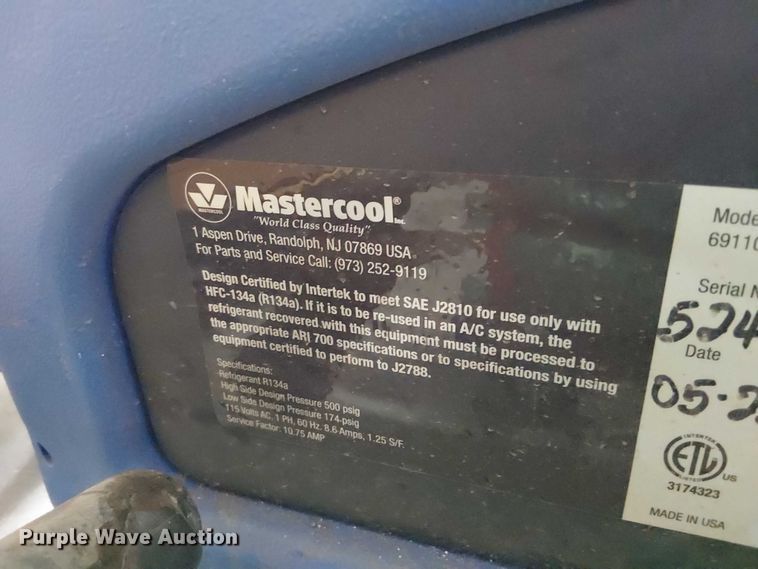 MASTERCOOL
Mastercool® Inc.
"World Class Quality"
1 Aspen Drive, Randolph, NJ 07869 USA
For Parts and Service Call: (973) 252-9119
Design Certified by Intertek to meet SAE J2810 for use only with
HFC-134a (R134a). If it is to be re-used in an A/C system, the
refrigerant recovered with this equipment must be processed to
the appropriate ARI 700 specifications or to specifications by using
equipment certified to perform to J2788.
Specifications:
Refrigerant R134a
High Side Design Pressure 500 psig
Low Side Design Pressure 174-psig
115 Volts AC, 1 PH, 60 Hz, 8.6 Amps, 1.25 S/F.
Service Factor: 10.75 AMP
Mode
69110
Serial N
524
Date
05-2
INTERTEK
ETL
LISTED
US
3174323
MADE IN USA
Purple Wave Auction